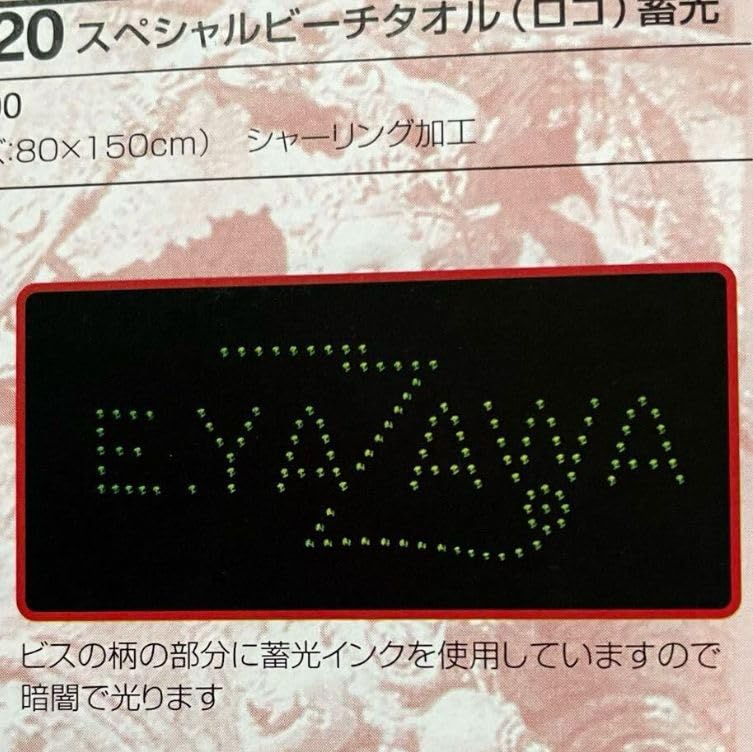 20 スペシャルビーチタオル(ロゴ)蓄光
00
ズ:80×150cm) シャーリング加工
E.YAZAWA
ビスの柄の部分に蓄光インクを使用していますので
暗闇で光ります